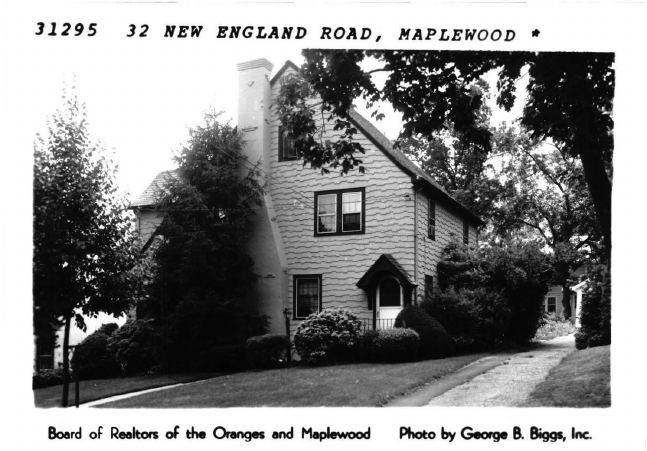 31295 32 NEW ENGLAND ROAD, MAPLEWOOD *
Board of Realtors of the Oranges and Maplewood Photo by George B. Biggs, Inc.